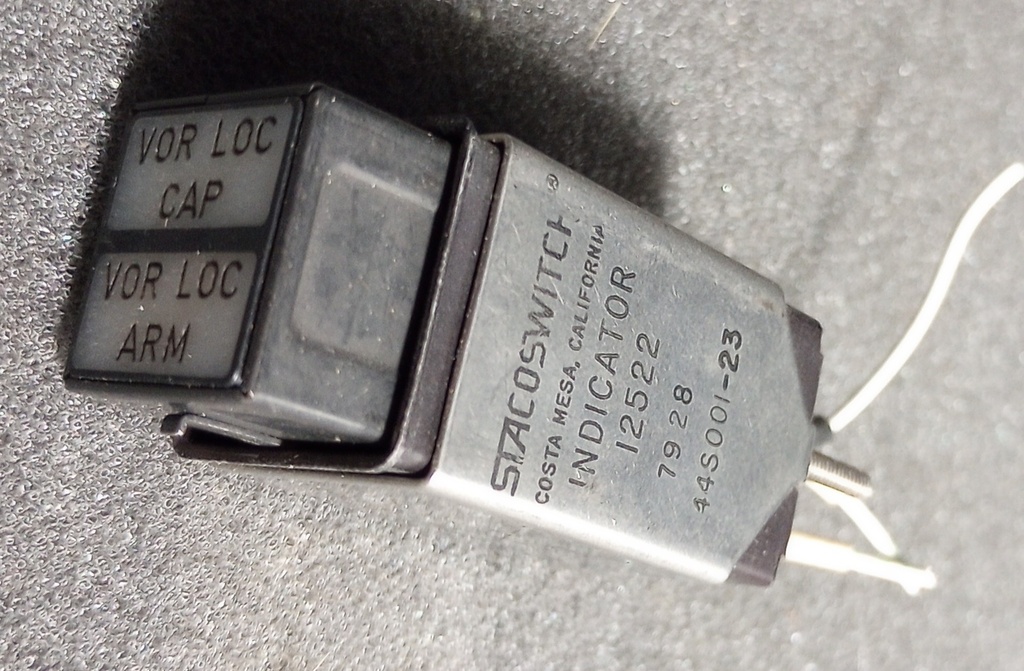 VOR LOC
CAP
VOR LOC
ARM
STACOSWITCH®
COSTA MESA, CALIFORNIA
INDICATOR
12522
7928
44S001-23